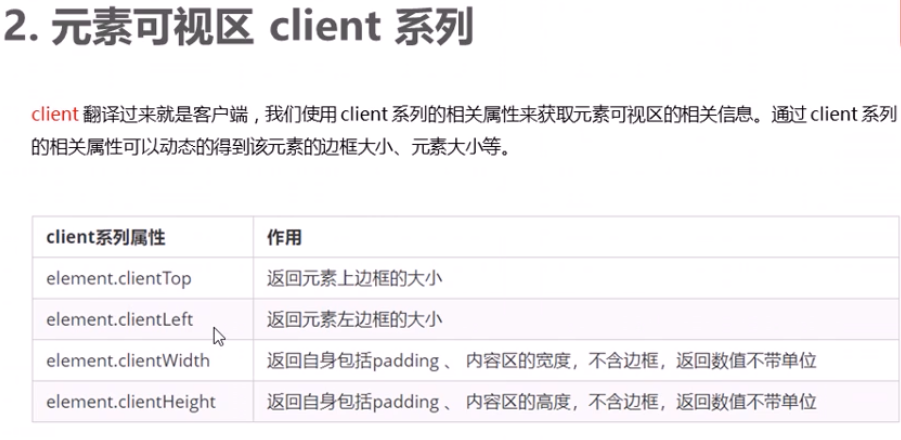 2. 元素可视区 client 系列
client 翻译过来就是客户端，我们使用 client 系列的相关属性来获取元素可视区的相关信息。通过 client 系列
的相关属性可以动态的得到该元素的边框大小、元素大小等。
client系列属性 作用
element.clientTop 返回元素上边框的大小
element.clientLeft 返回元素左边框的大小
element.clientWidth 返回自身包括padding 、 内容区的宽度，不含边框，返回数值不带单位
element.clientHeight 返回自身包括padding 、 内容区的高度，不含边框，返回数值不带单位